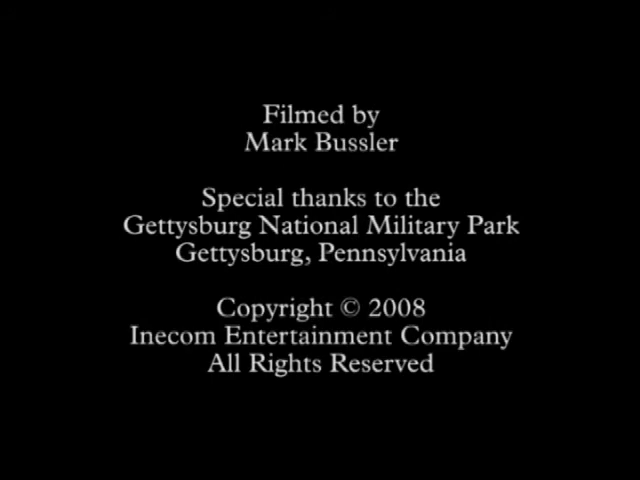 Filmed by
Mark Bussler
Special thanks to the
Gettysburg National Military Park
Gettysburg, Pennsylvania
Copyright © 2008
Inecom Entertainment Company
All Rights Reserved